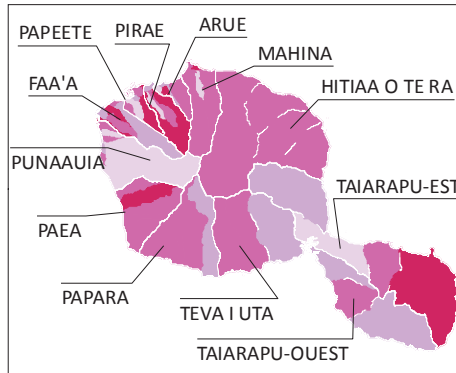 PAPEETE
PIRAE
ARUE
MAHINA
FAA'A
HITIAA O TE RA
PUNAAUIA
TAIARAPU-EST
PAEA
PAPARA
TEVA I UTA
TAIARAPU-OUEST